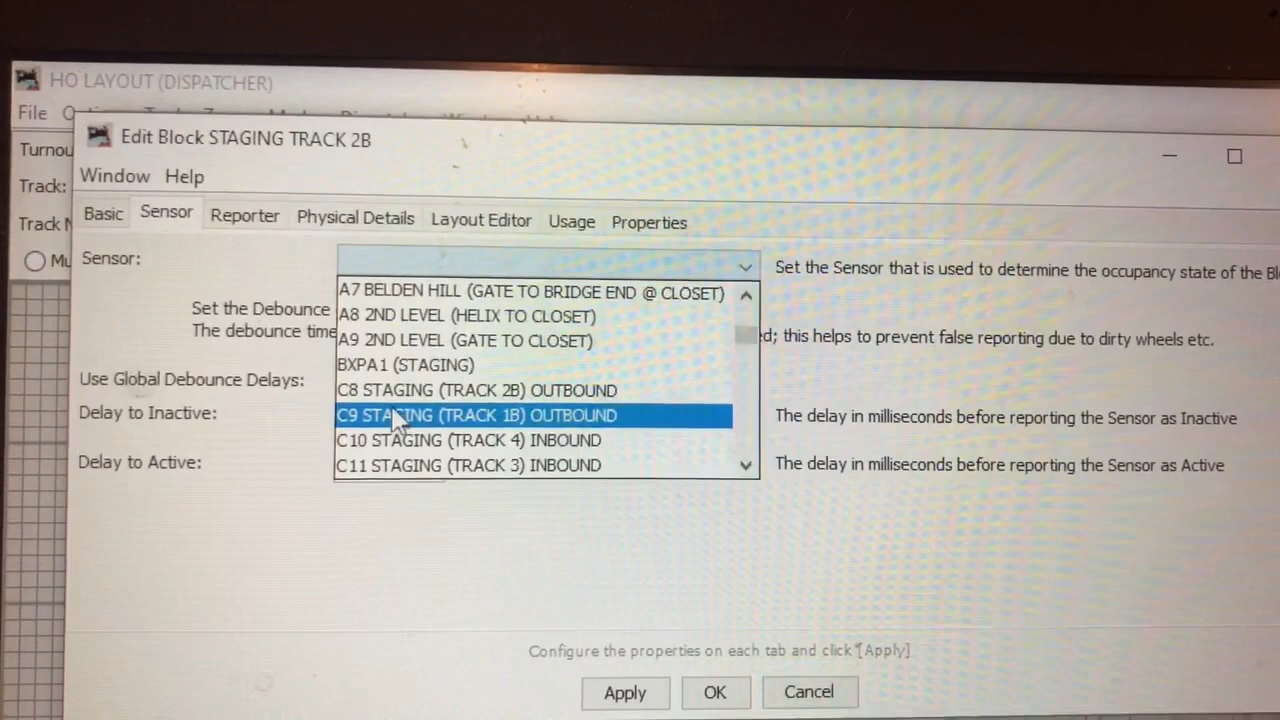 HO LAYOUT (DISPATCHER)
File
Edit Block STAGING TRACK 2B
Window Help
Track:
Basic Sensor Reporter Physical Details Layout Editor Usage Properties
Sensor:
Set the Sensor that is used to determine the occupancy state of the
A7 BELDEN HILL (GATE TO BRIDGE END @ CLOSET)
Set the Debounce
A8 2ND LEVEL (HELIX TO CLOSET)
The debounce time
A9 2ND LEVEL (GATE TO CLOSET)
; this helps to prevent false reporting due to dirty wheels etc.
BXPA1 (STAGING)
Use Global Debounce Delays:
C8 STAGING (TRACK 2B) OUTBOUND
Delay to Inactive:
C9 STAGING (TRACK 1B) OUTBOUND
The delay in milliseconds before reporting the Sensor as Inactive
C10 STAGING (TRACK 4) INBOUND
Delay to Active:
C11 STAGING (TRACK 3) INBOUND
The delay in milliseconds before reporting the Sensor as Active
Configure the properties on each tab and click [Apply]
Apply OK Cancel